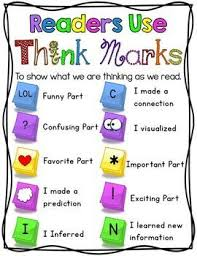 Readers Use
Think Marks
To show what we are thinking as we read.
LOL Funny Part
C I made a connection
? Confusing Part
I visualized
Favorite Part
* Important Part
P I made a prediction
! Exciting Part
I I Inferred
N I learned new information